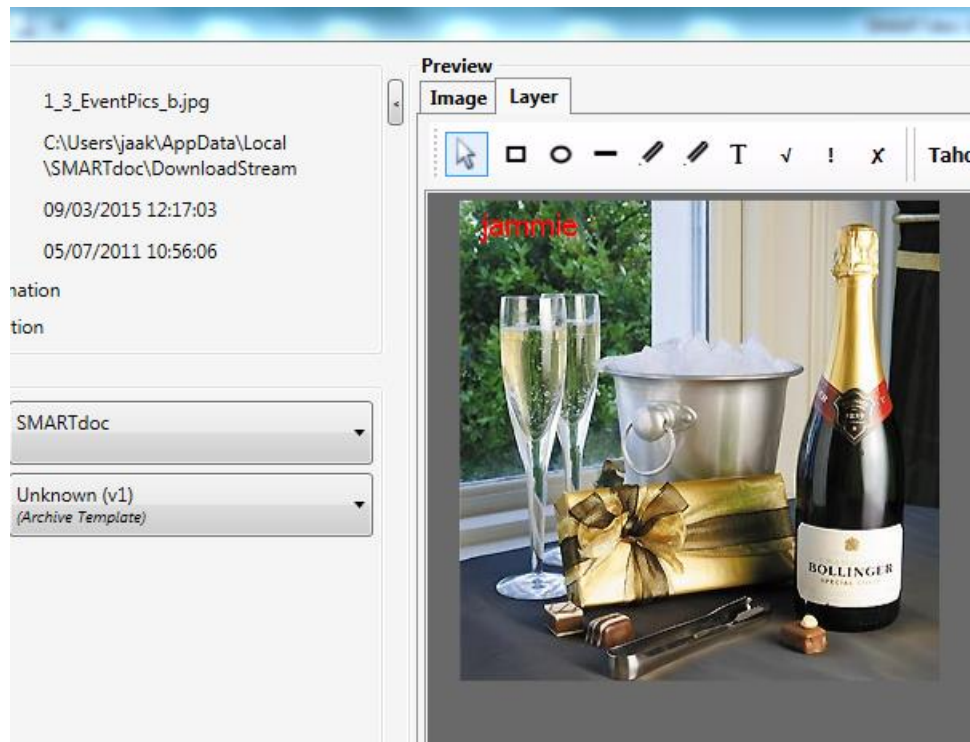 1_3_EventPics_b.jpg
C:\Users\jaak\AppData\Local
\SMARTdoc\DownloadStream
09/03/2015 12:17:03
05/07/2011 10:56:06
nation
tion
SMARTdoc
Unknown (v1)
(Archive Template)
Preview
Image
Layer
T √ ! X
Taho
jammie
BOLLINGER